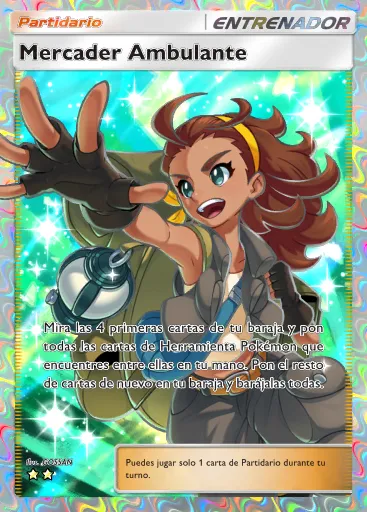 Partidario
ENTRENADOR
Mercader Ambulante
Mira las 4 primeras cartas de tu baraja y pon
todas las cartas de Herramienta Pokémon que
encuentres entre ellas en tu mano. Pon el resto
de cartas de nuevo en tu baraja y barájalas todas.
Ilus. GOSSAN
Puedes jugar solo 1 carta de Partidario durante tu
turno.